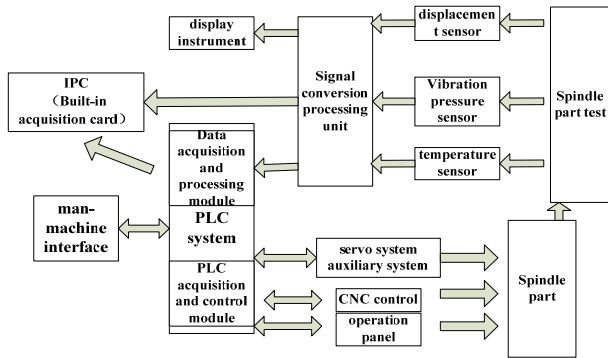 display
instrument
displacemen
t sensor
Signal
conversion
processing
unit
IPC
（Built-in
acquisition card）
Vibration
pressure
sensor
Spindle
part test
Data
acquisition
and
processing
module
temperature
sensor
man-
machine
interface
PLC
system
servo system
auxiliary system
Spindle
part
PLC
acquisition
and control
module
CNC control
operation
panel